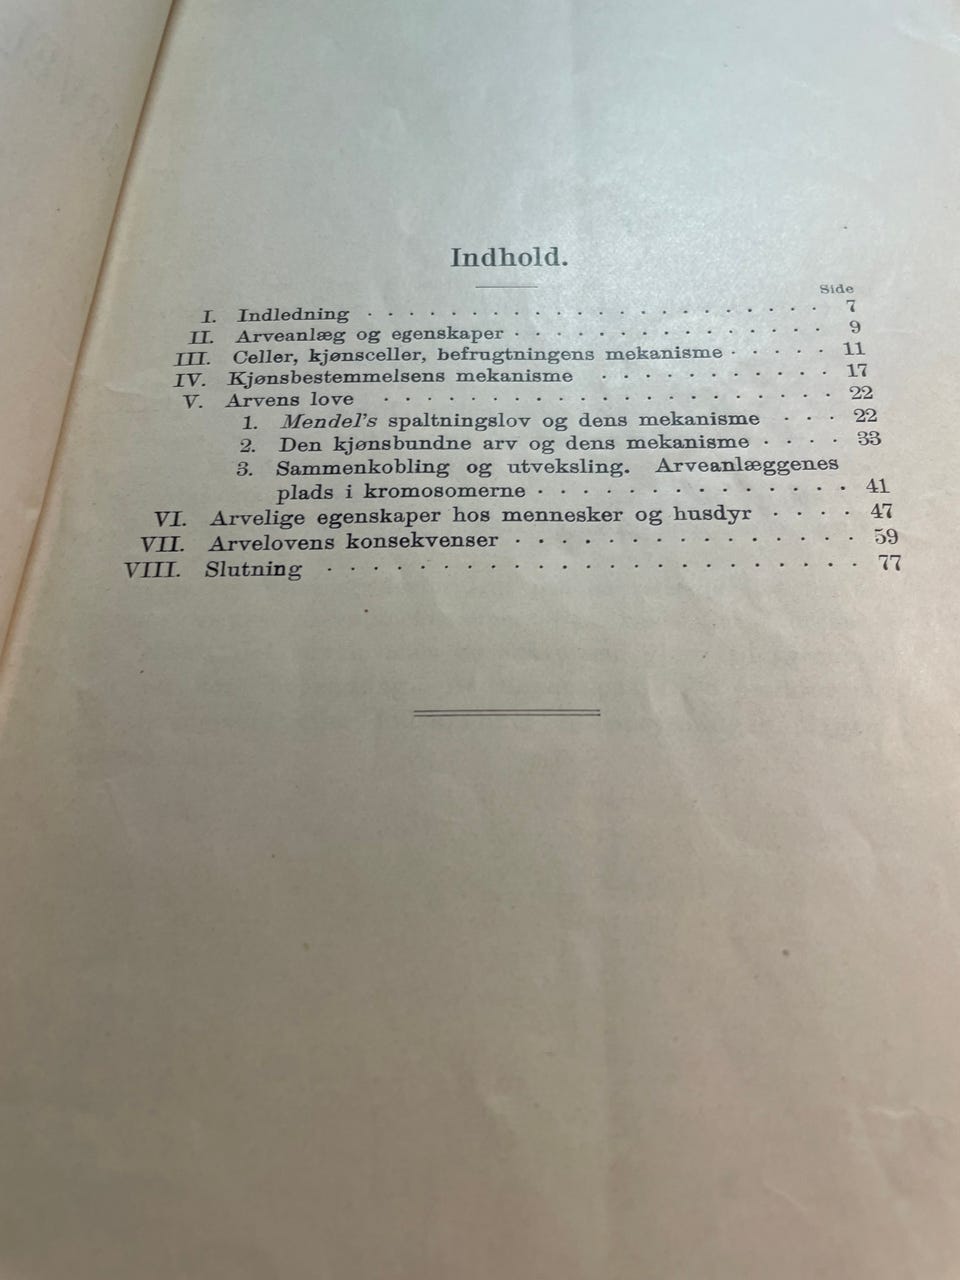 Indhold.
Side
I. Indledning . . . . . . . . . . . . . . . . . . . 7
II. Arveanlæg og egenskaper . . . . . . . . . . . . . 9
III. Celler, kjønsceller, befrugtningens mekanisme . . . . . 11
IV. Kjønsbestemmelsens mekanisme . . . . . . . . . . 17
V. Arvens love . . . . . . . . . . . . . . . . . 22
1. Mendel's spaltningslov og dens mekanisme . . . 22
2. Den kjønsbundne arv og dens mekanisme . . . . 33
3. Sammenkobling og utveksling. Arveanlæggenes
plads i kromosomerne . . . . . . . . . . . . . 41
VI. Arvelige egenskaper hos mennesker og husdyr . . . . 47
VII. Arvelovens konsekvenser . . . . . . . . . . . . . 59
VIII. Slutning . . . . . . . . . . . . . . . . . . . 77